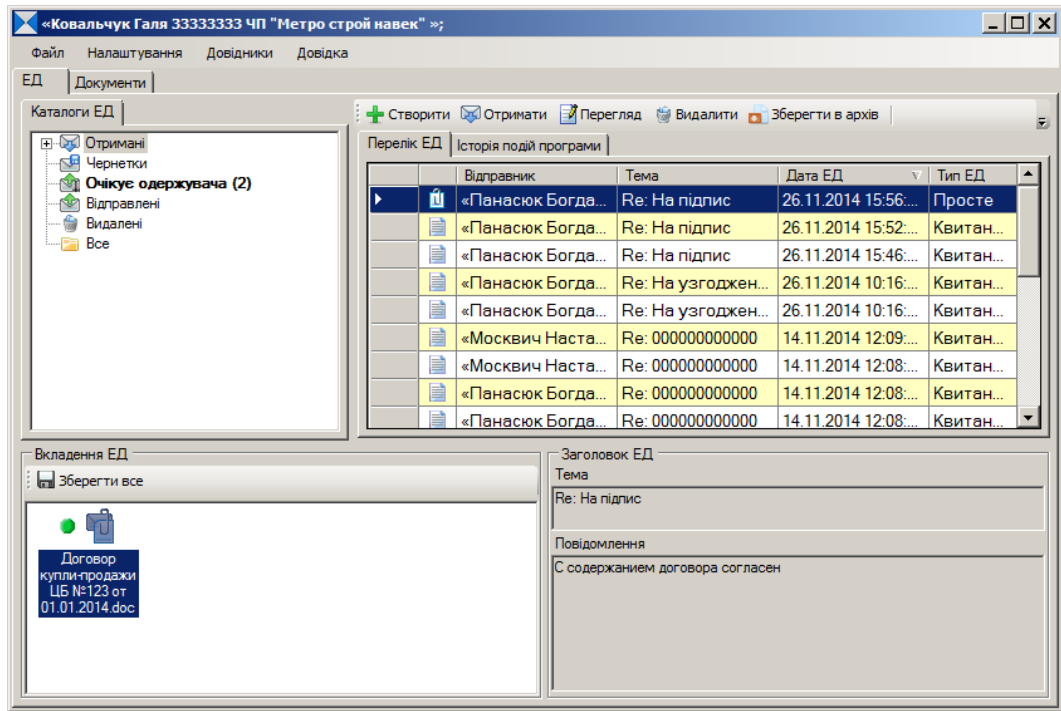 «Ковальчук Галя 33333333 ЧП "Метро строй навек" »;
Файл Налаштування Довідники Довідка
ЕД Документи
Каталоги ЕД
Створити Отримати Перегляд Видалити Зберегти в архів
Отримані
Чернетки
Очікує одержувача (2)
Відправлені
Видалені
Все
Перелік ЕД Історія подій програми
Відправник Тема Дата ЕД Тип ЕД
«Панасюк Богда... Re: На підпис 26.11.2014 15:56:... Просте
«Панасюк Богда... Re: На підпис 26.11.2014 15:52:... Квитан...
«Панасюк Богда... Re: На підпис 26.11.2014 15:46:... Квитан...
«Панасюк Богда... Re: На узгоджен... 26.11.2014 10:16:... Квитан...
«Панасюк Богда... Re: На узгоджен... 26.11.2014 10:16:... Квитан...
«Москвич Наста... Re: 000000000000 14.11.2014 12:09:... Квитан...
«Москвич Наста... Re: 000000000000 14.11.2014 12:08:... Квитан...
«Панасюк Богда... Re: 000000000000 14.11.2014 12:08:... Квитан...
«Панасюк Богда... Re: 000000000000 14.11.2014 12:08:... Квитан...
Вкладення ЕД
Зберегти все
Договор
купли-продажи
ЦБ №123 от
01.01.2014.doc
Заголовок ЕД
Тема
Re: На підпис
Повідомлення
С содержанием договора согласен